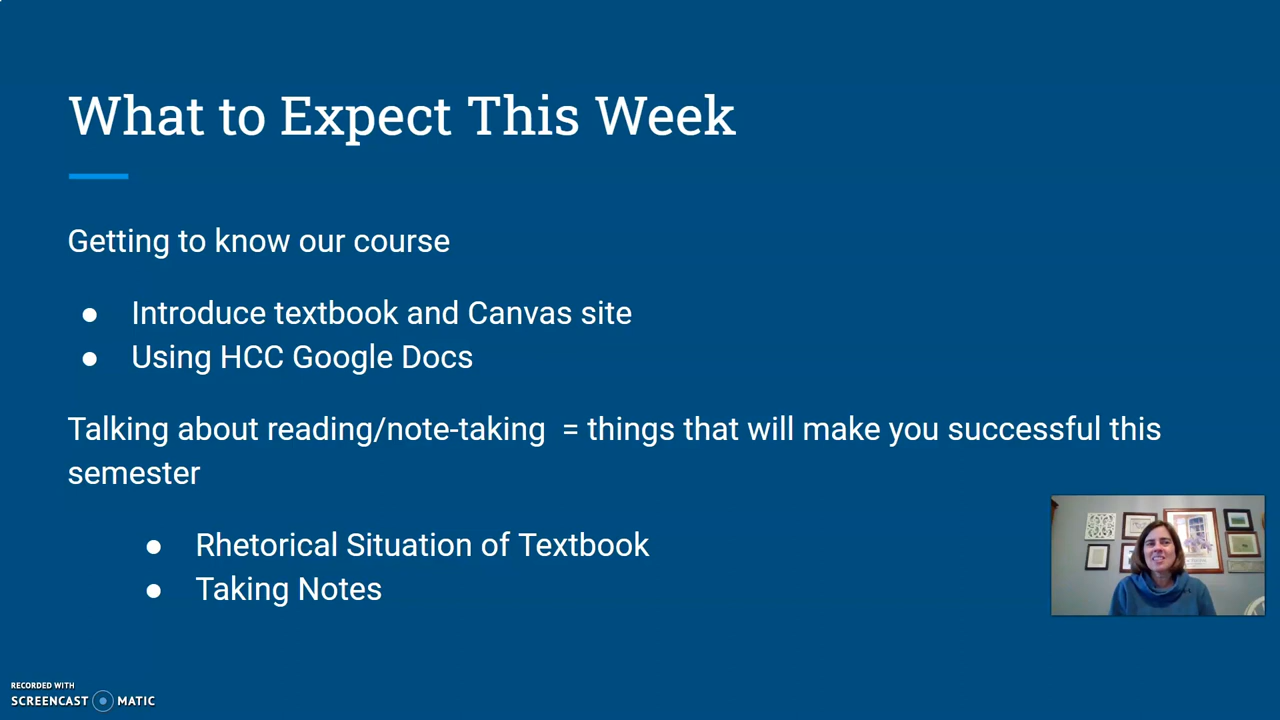 What to Expect This Week
Getting to know our course
● Introduce textbook and Canvas site
● Using HCC Google Docs
Talking about reading/note-taking = things that will make you successful this
semester
● Rhetorical Situation of Textbook
● Taking Notes
RECORDED WITH
SCREENCAST MATIC